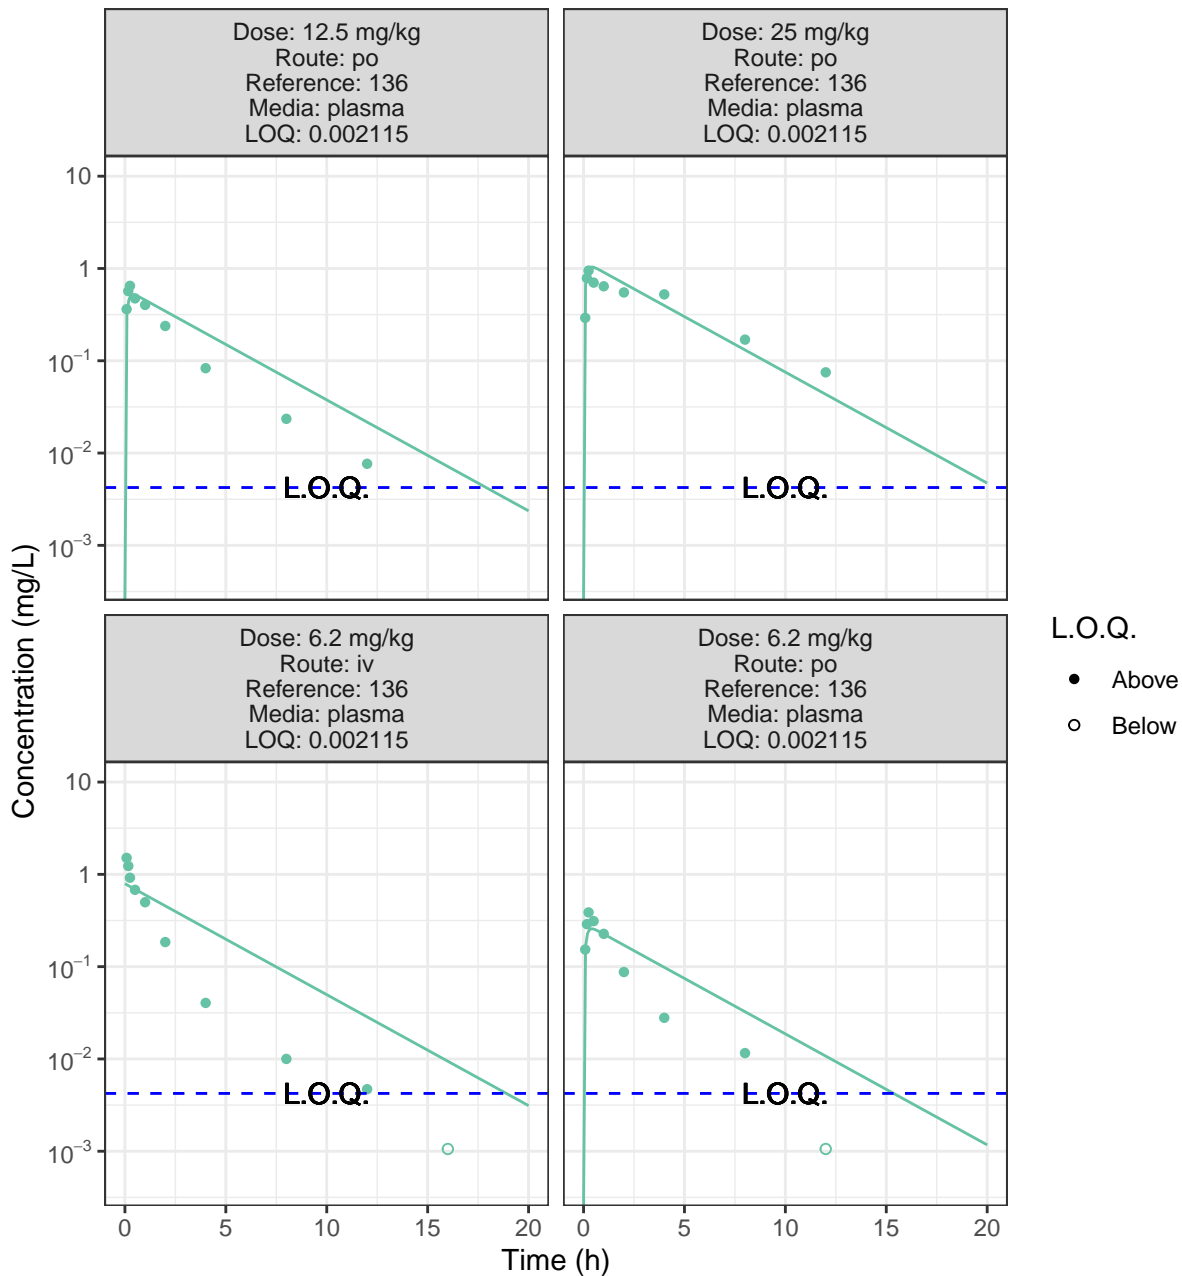 Dose: 12.5 mg/kg
Route: po
Reference: 136
Media: plasma
LOQ: 0.002115
Dose: 25 mg/kg
Route: po
Reference: 136
Media: plasma
LOQ: 0.002115
10
1
10⁻¹
10⁻²
10⁻³
L.O.Q.
L.O.Q.
Dose: 6.2 mg/kg
Route: iv
Reference: 136
Media: plasma
LOQ: 0.002115
Dose: 6.2 mg/kg
Route: po
Reference: 136
Media: plasma
LOQ: 0.002115
10
1
10⁻¹
10⁻²
10⁻³
L.O.Q.
L.O.Q.
0 5 10 15 20
0 5 10 15 20
Time (h)
Concentration (mg/L)
L.O.Q.
Above
Below